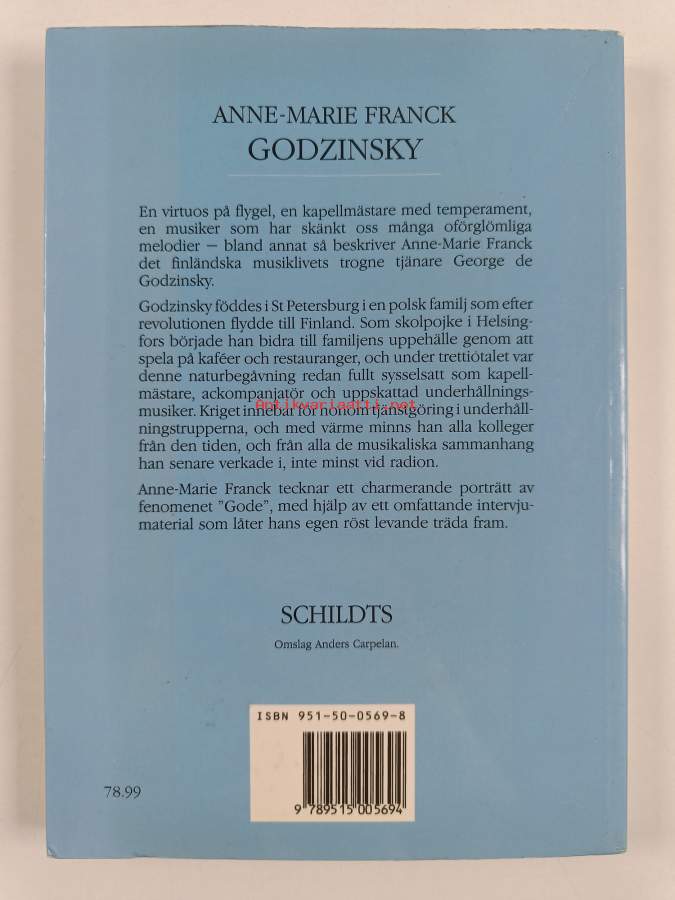 ANNE-MARIE FRANCK
GODZINSKY
En virtuos på flygel, en kapellmästare med temperament,
en musiker som har skänkt oss många oförglömliga
melodier — bland annat så beskriver Anne-Marie Franck
det finländska musiklivets trogne tjänare George de
Godzinsky.
Godzinsky föddes i St Petersburg i en polsk familj som efter
revolutionen flydde till Finland. Som skolpojke i Helsing-
fors började han bidra till familjens uppehälle genom att
spela på kaféer och restauranger, och under trettiotalet var
denne naturbegåvning redan fullt sysselsatt som kapell-
mästare, ackompanjatör och uppskattad underhållnings-
musiker. Kriget innebar för honom tjänstgöring i underhåll-
Antikvariaatti.net
ningstrupperna, och med värme minns han alla kolleger
från den tiden, och från alla de musikaliska sammanhang
han senare verkade i, inte minst vid radion.
Anne-Marie Franck tecknar ett charmerande porträtt av
fenomenet ”Gode”, med hjälp av ett omfattande intervju-
material som låter hans egen röst levande träda fram.
SCHILDTS
Omslag Anders Carpelan.
ISBN 951-50-0569-8
9 789515 005694
78.99